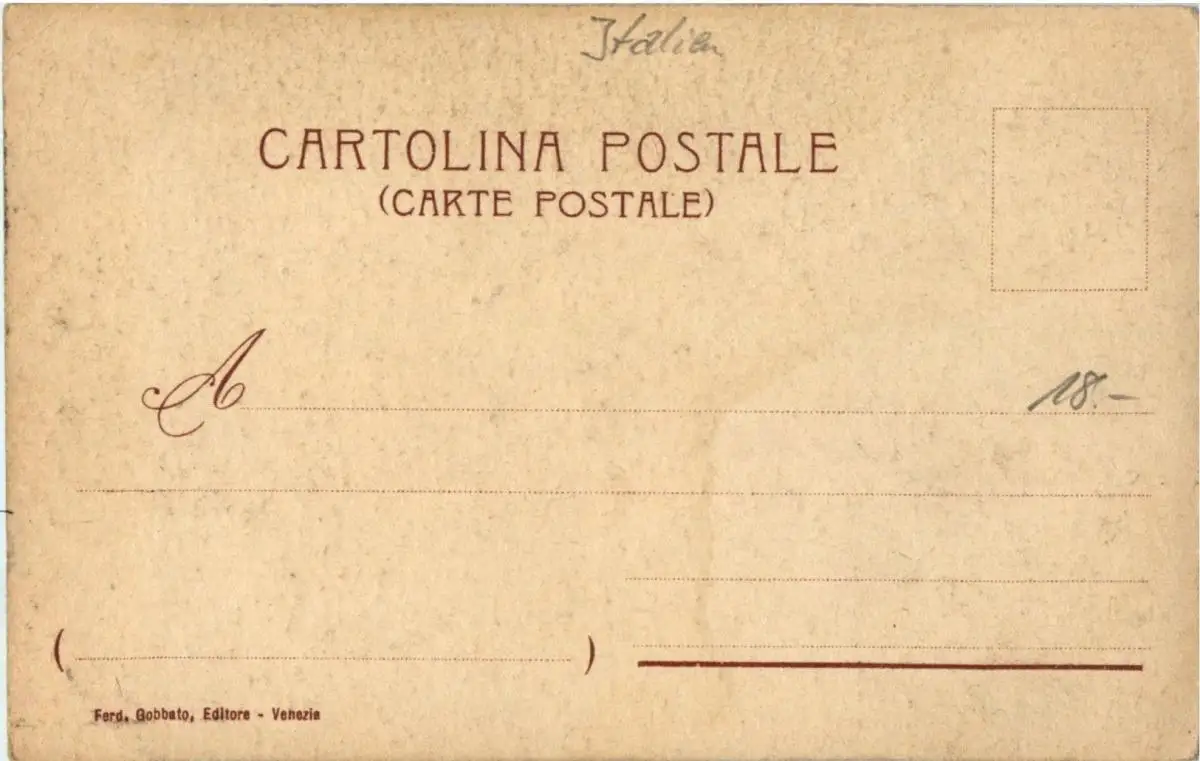 Italien
CARTOLINA POSTALE
(CARTE POSTALE)
A
18.-
( )
Ferd. Gobbato, Editore - Venezia